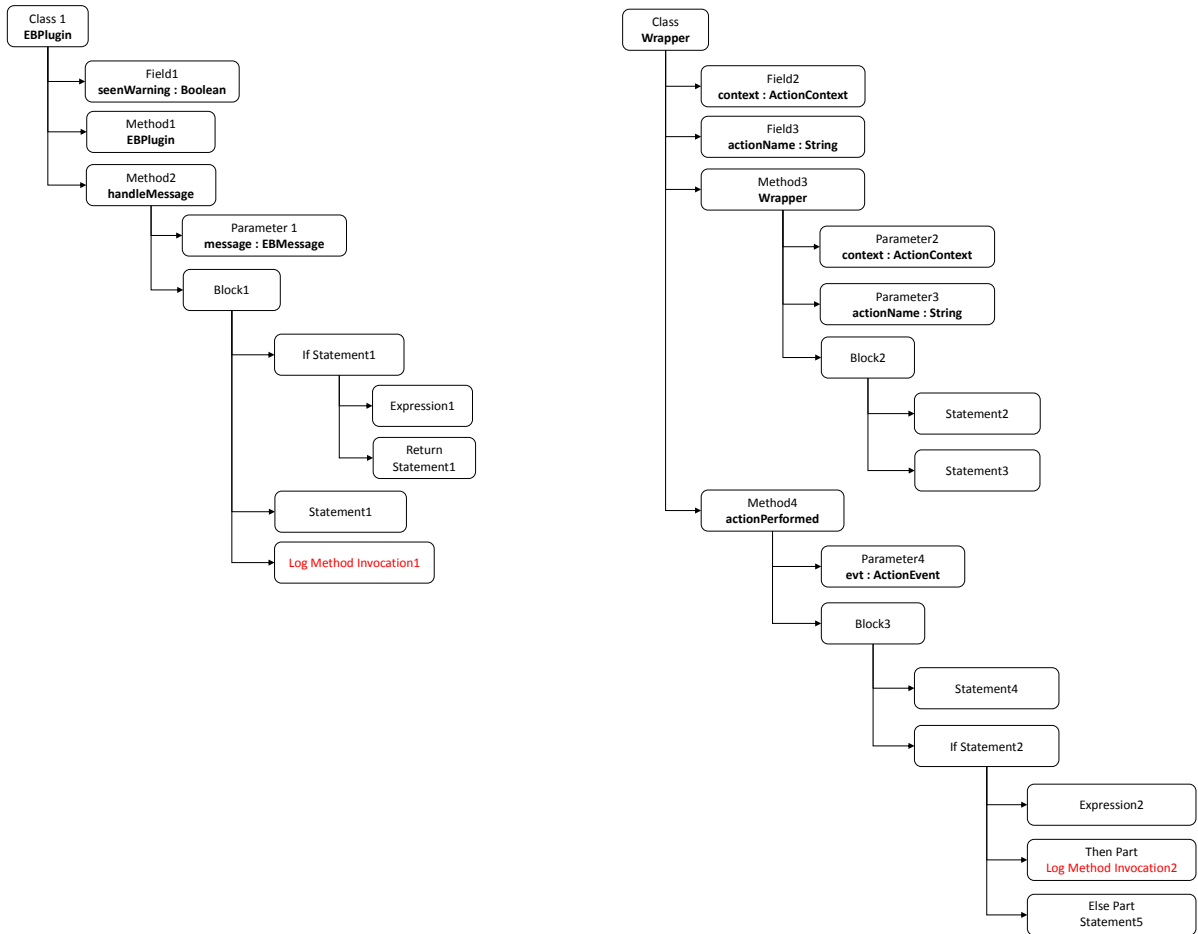 Class 1
EBPlugin
Field1
seenWarning : Boolean
Method1
EBPlugin
Method2
handleMessage
Parameter 1
message : EBMessage
Block1
If Statement1
Expression1
Return
Statement1
Statement1
Log Method Invocation1
Class
Wrapper
Field2
context : ActionContext
Field3
actionName : String
Method3
Wrapper
Parameter2
context : ActionContext
Parameter3
actionName : String
Block2
Statement2
Statement3
Method4
actionPerformed
Parameter4
evt : ActionEvent
Block3
Statement4
If Statement2
Expression2
Then Part
Log Method Invocation2
Else Part
Statement5